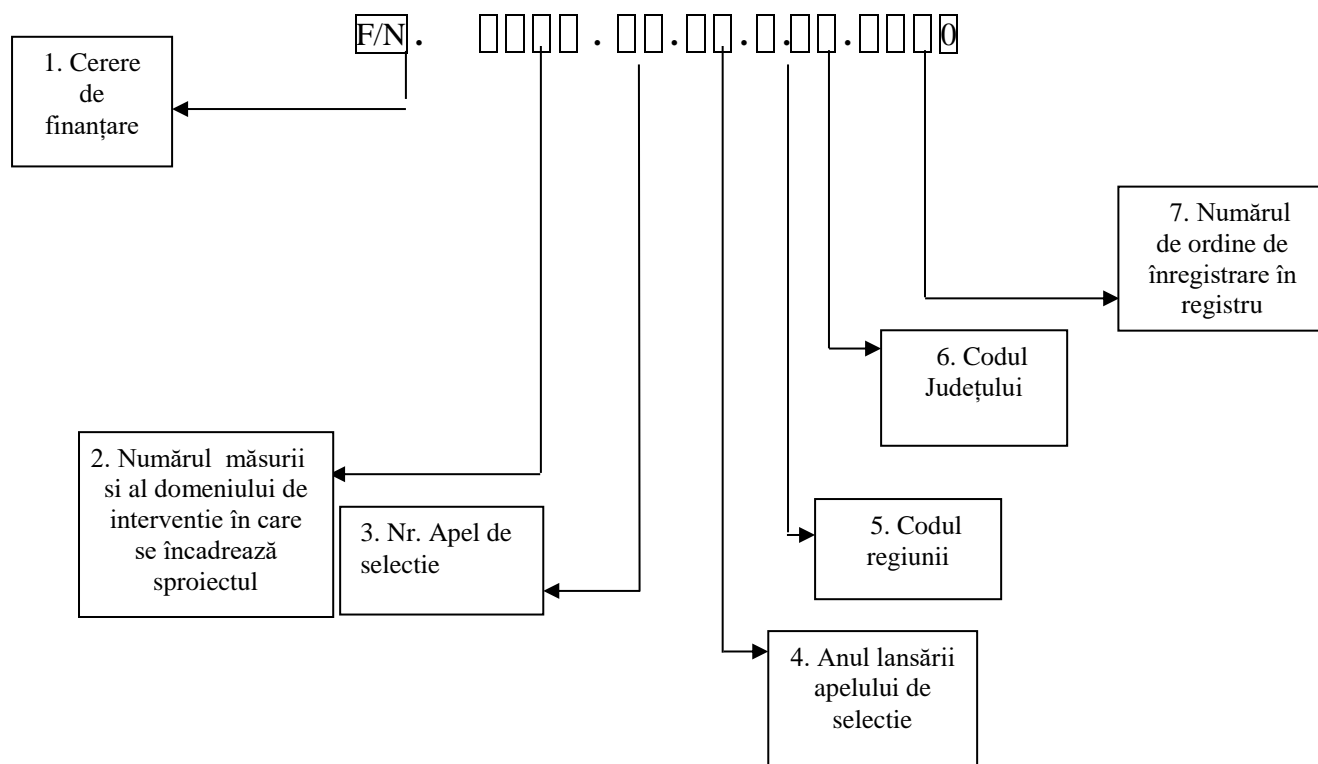 F/N. □□□□ . □□.□□.□.□□.□□□0
1. Cerere
de
finanțare
7. Numărul
de ordine de
înregistrare în
registru
6. Codul
Județului
2. Numărul măsurii
si al domeniului de
interventie în care
se încadrează
sproiectul
3. Nr. Apel de
selectie
5. Codul
regiunii
4. Anul lansării
apelului de
selectie